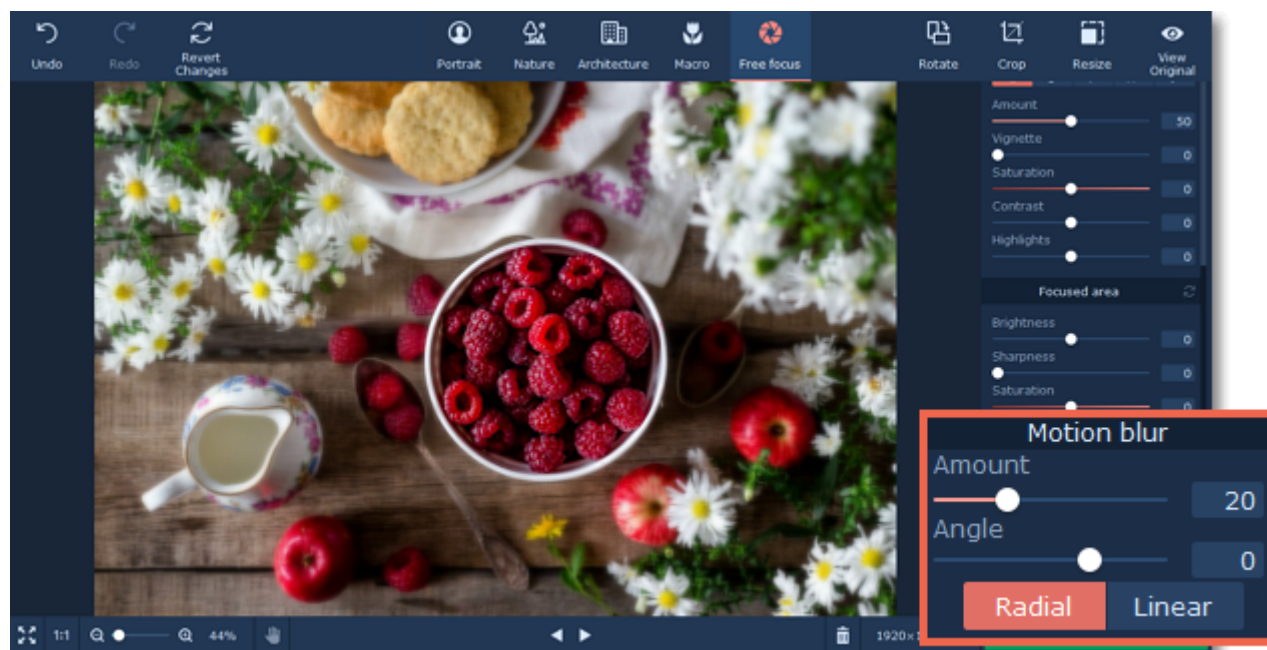 Undo
Redo
Revert
Changes
Portrait
Nature
Architecture
Macro
Free focus
Rotate
Crop
Resize
View
Original
Amount
50
Vignette
0
Saturation
0
Contrast
0
Highlights
0
Focused area
Brightness
0
Sharpness
0
Saturation
0
Motion blur
Amount
20
Angle
0
Radial Linear
1:1
44%